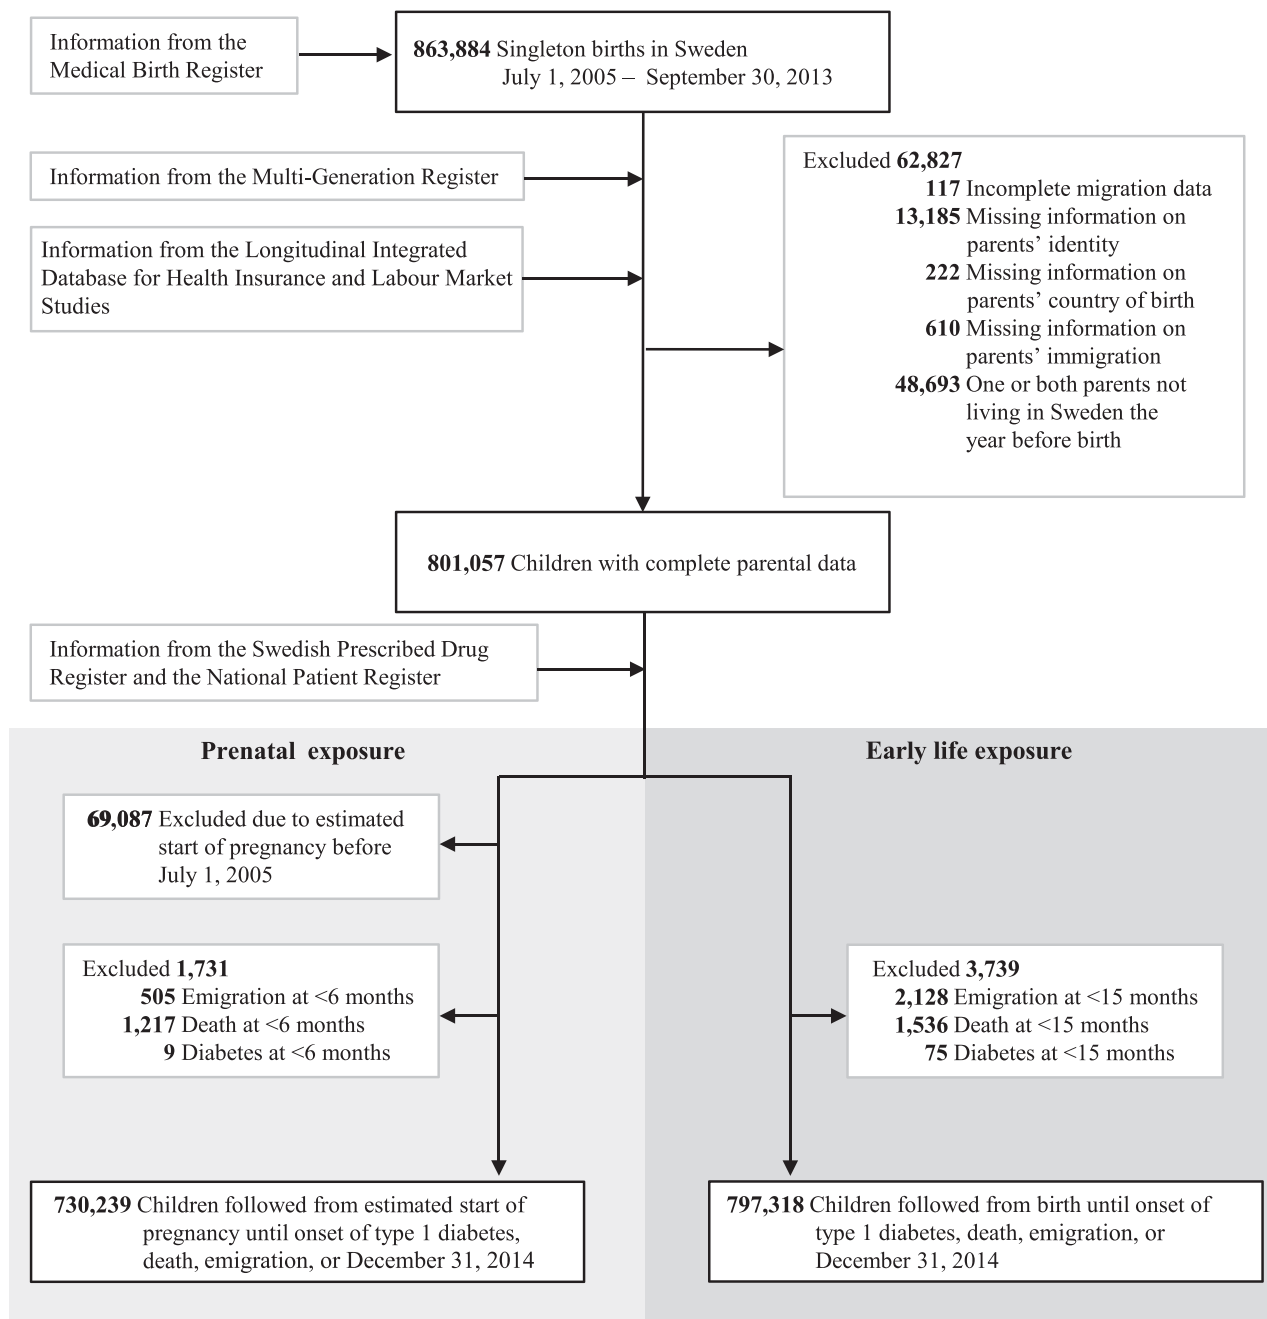 Information from the
Medical Birth Register
863,884 Singleton births in Sweden
July 1, 2005 – September 30, 2013
Information from the Multi-Generation Register
Information from the Longitudinal Integrated
Database for Health Insurance and Labour Market
Studies
Excluded 62,827
117 Incomplete migration data
13,185 Missing information on
parents’ identity
222 Missing information on
parents’ country of birth
610 Missing information on
parents’ immigration
48,693 One or both parents not
living in Sweden the
year before birth
801,057 Children with complete parental data
Information from the Swedish Prescribed Drug
Register and the National Patient Register
Prenatal exposure
69,087 Excluded due to estimated
start of pregnancy before
July 1, 2005
Excluded 1,731
505 Emigration at <6 months
1,217 Death at <6 months
9 Diabetes at <6 months
730,239 Children followed from estimated start of
pregnancy until onset of type 1 diabetes,
death, emigration, or December 31, 2014
Early life exposure
Excluded 3,739
2,128 Emigration at <15 months
1,536 Death at <15 months
75 Diabetes at <15 months
797,318 Children followed from birth until onset of
type 1 diabetes, death, emigration, or
December 31, 2014